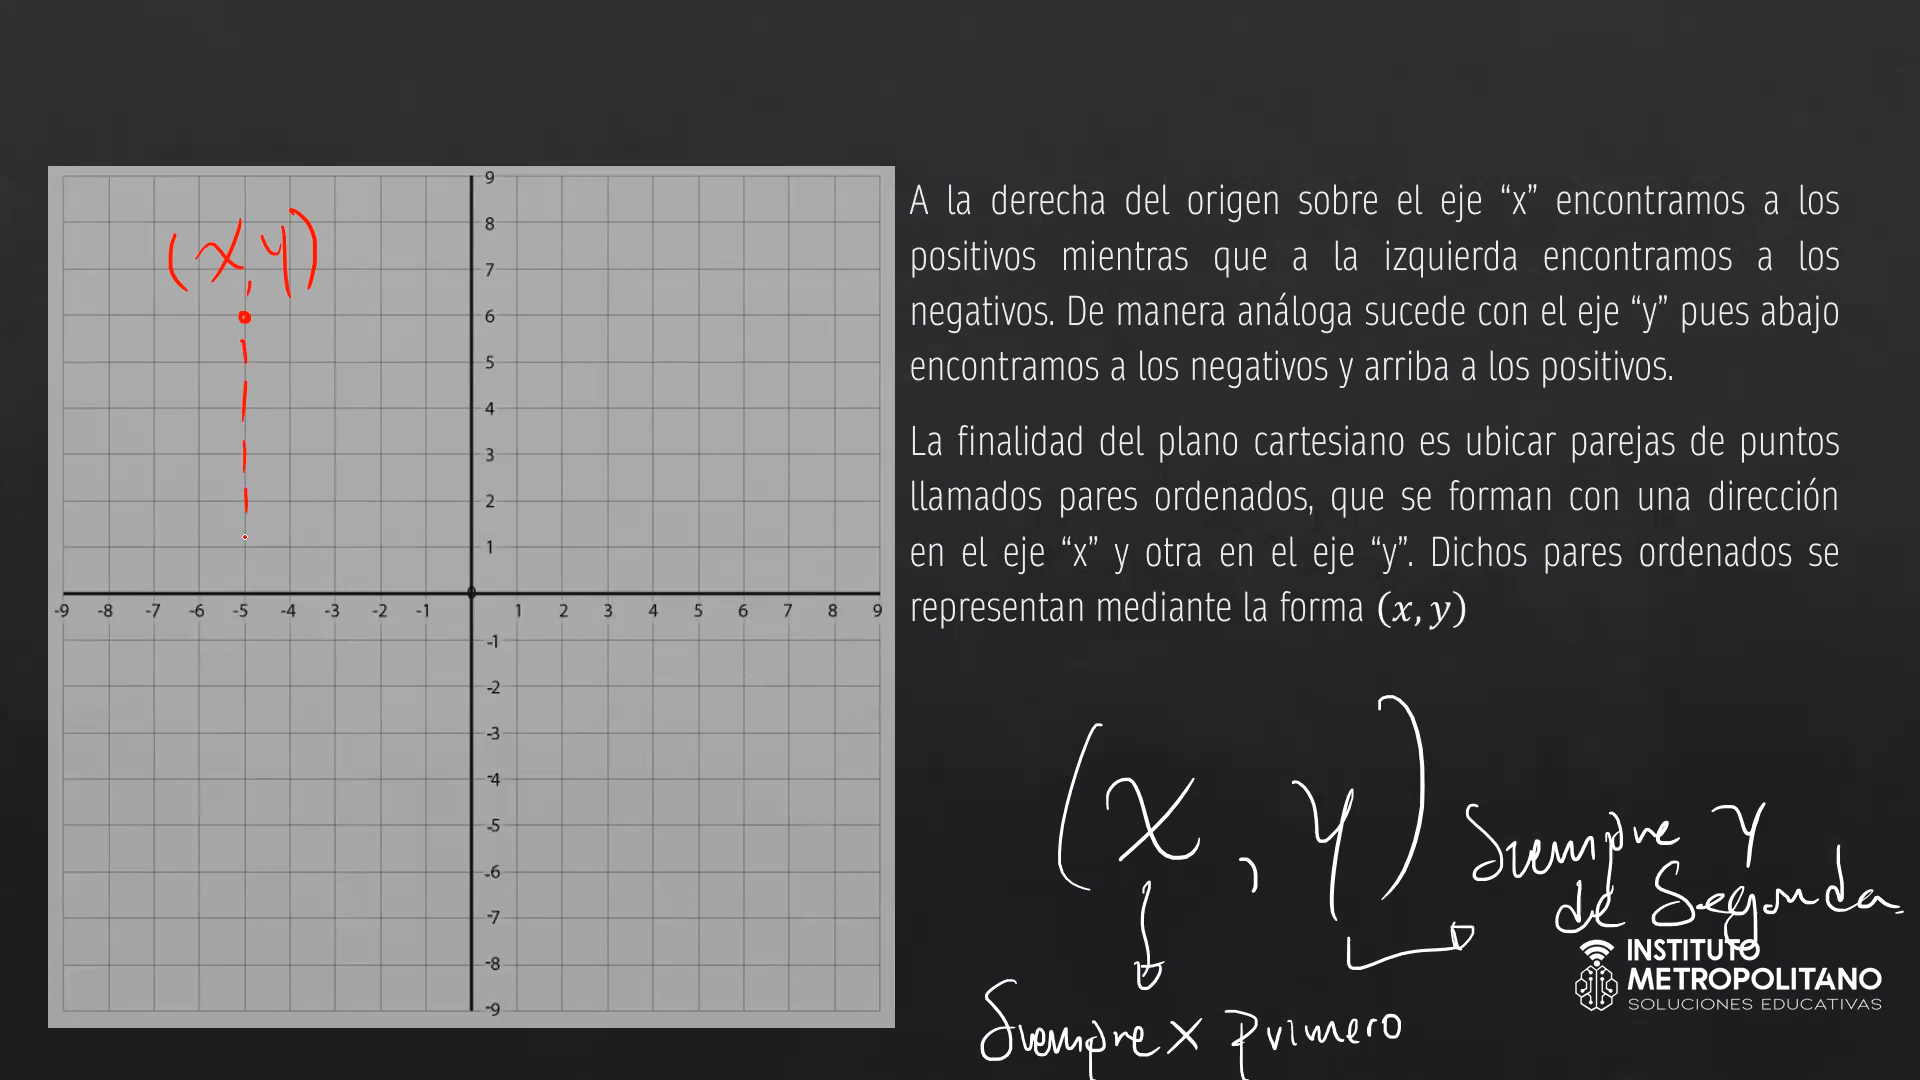 9
8
(x, y)
7
6
5
4
3
2
1
-9 -8 -7 -6 -5 -4 -3 -2 -1 0 1 2 3 4 5 6 7 8 9
-1
-2
-3
-4
-5
-6
-7
-8
-9
A la derecha del origen sobre el eje “x” encontramos a los
positivos mientras que a la izquierda encontramos a los
negativos. De manera análoga sucede con el eje “y” pues abajo
encontramos a los negativos y arriba a los positivos.
La finalidad del plano cartesiano es ubicar parejas de puntos
llamados pares ordenados, que se forman con una dirección
en el eje “x” y otra en el eje “y”. Dichos pares ordenados se
representan mediante la forma (x, y)
(x, y)
Siempre y
de Segunda
Siempre x primero
INSTITUTO
METROPOLITANO
SOLUCIONES EDUCATIVAS